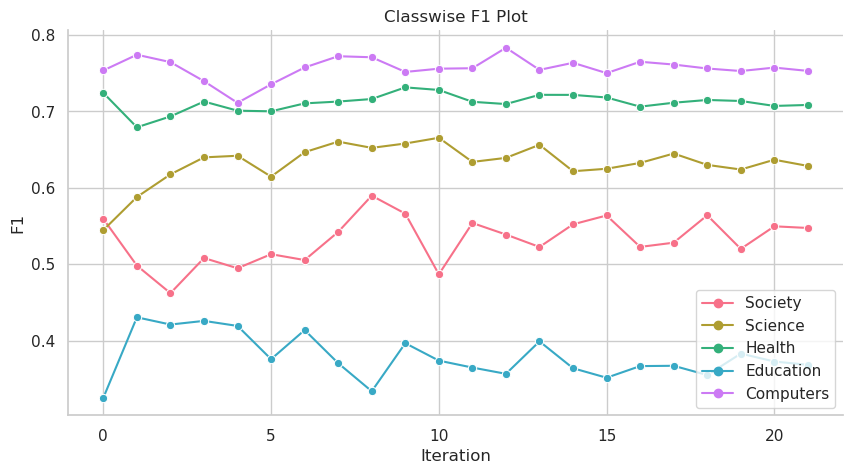 Classwise F1 Plot
F1
0.8
0.7
0.6
0.5
0.4
0
5
10
15
20
Iteration
Society
Science
Health
Education
Computers